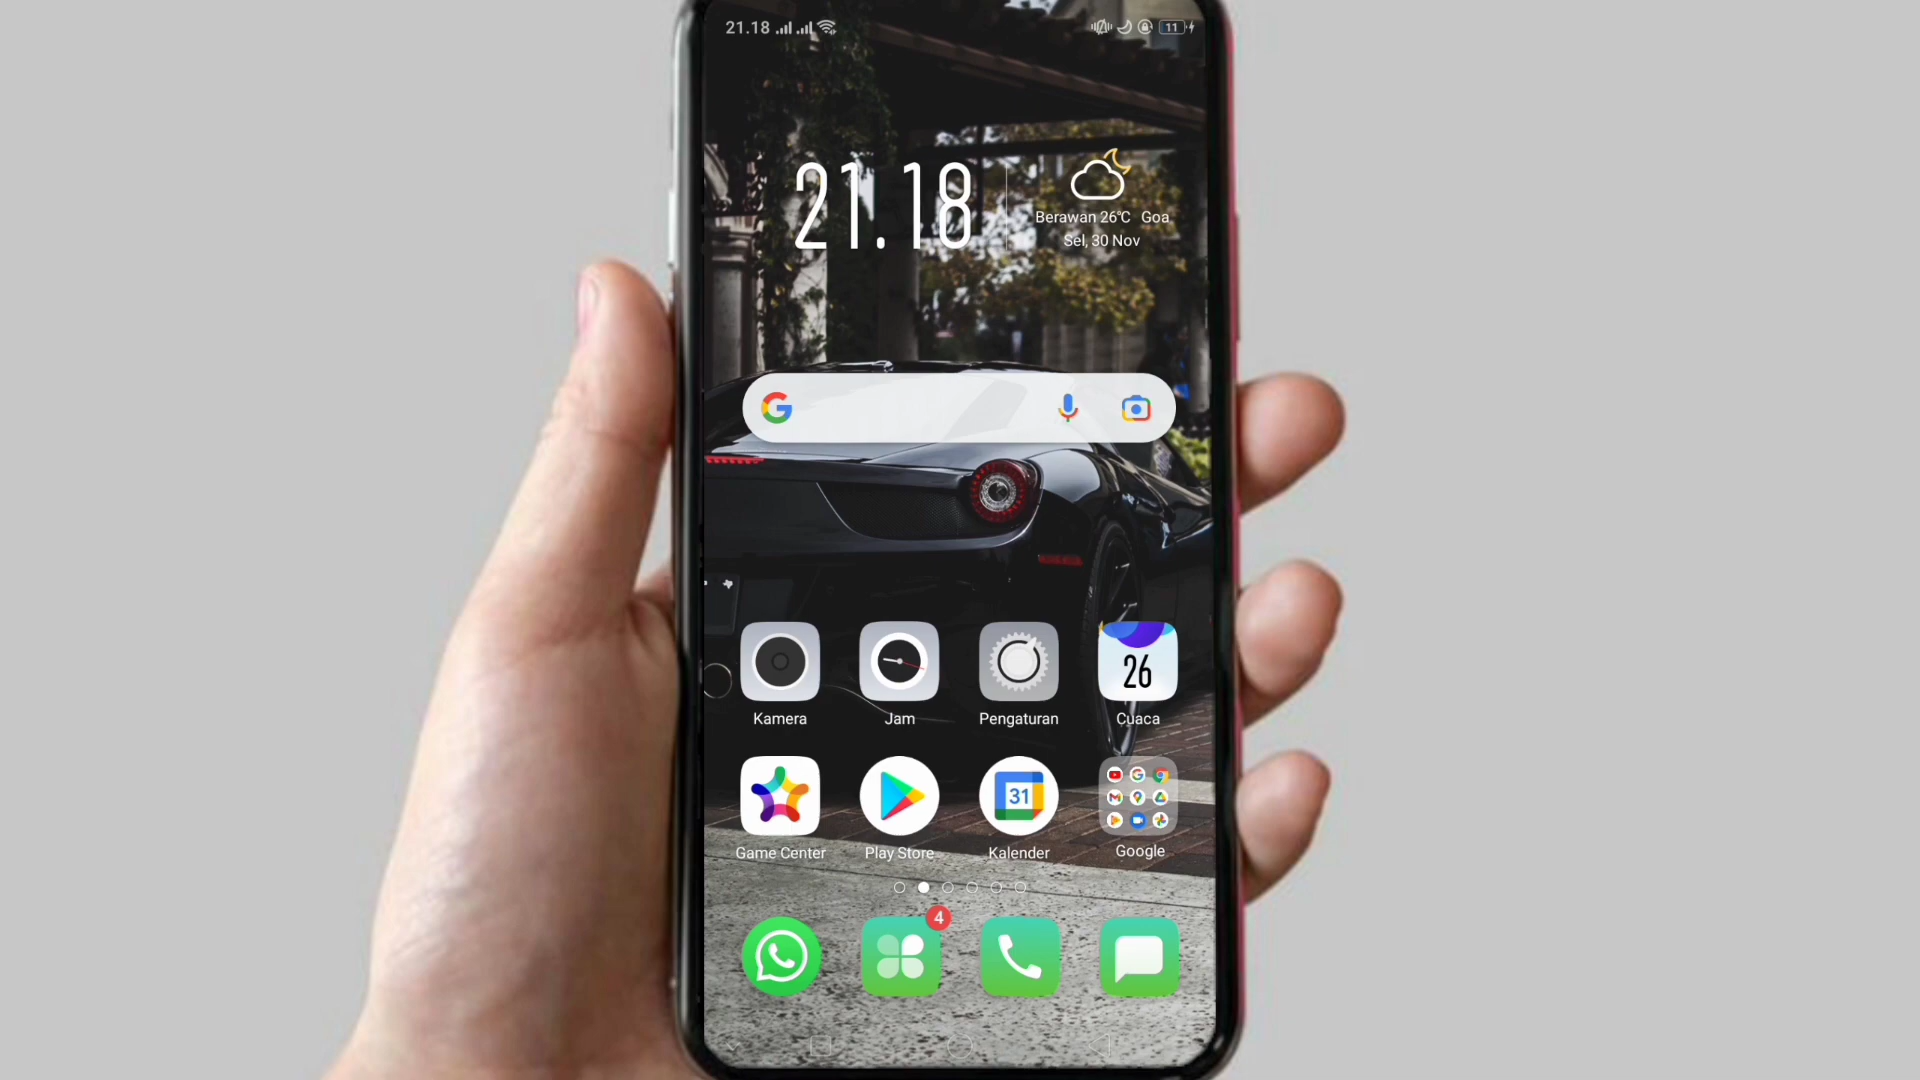 21.18
11
21.18
Berawan 26°C Goa
Sel, 30 Nov
G
26
Kamera
Jam
Pengaturan
Cuaca
31
Game Center
Play Store
Kalender
Google
4